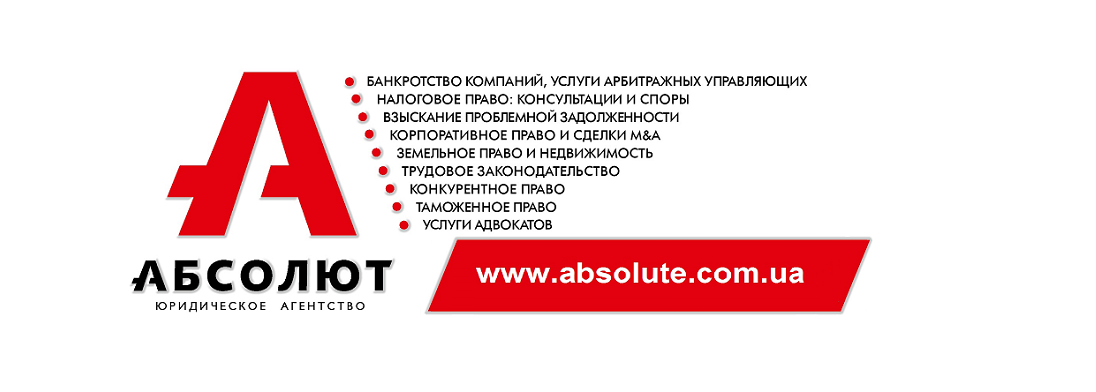 БАНКРОТСТВО КОМПАНИЙ, УСЛУГИ АРБИТРАЖНЫХ УПРАВЛЯЮЩИХ
НАЛОГОВОЕ ПРАВО: КОНСУЛЬТАЦИИ И СПОРЫ
ВЗЫСКАНИЕ ПРОБЛЕМНОЙ ЗАДОЛЖЕННОСТИ
КОРПОРАТИВНОЕ ПРАВО И СДЕЛКИ M&A
ЗЕМЕЛЬНОЕ ПРАВО И НЕДВИЖИМОСТЬ
ТРУДОВОЕ ЗАКОНОДАТЕЛЬСТВО
КОНКУРЕНТНОЕ ПРАВО
ТАМОЖЕННОЕ ПРАВО
УСЛУГИ АДВОКАТОВ
АБСОЛЮТ
ЮРИДИЧЕСКОЕ АГЕНТСТВО
www.absolute.com.ua